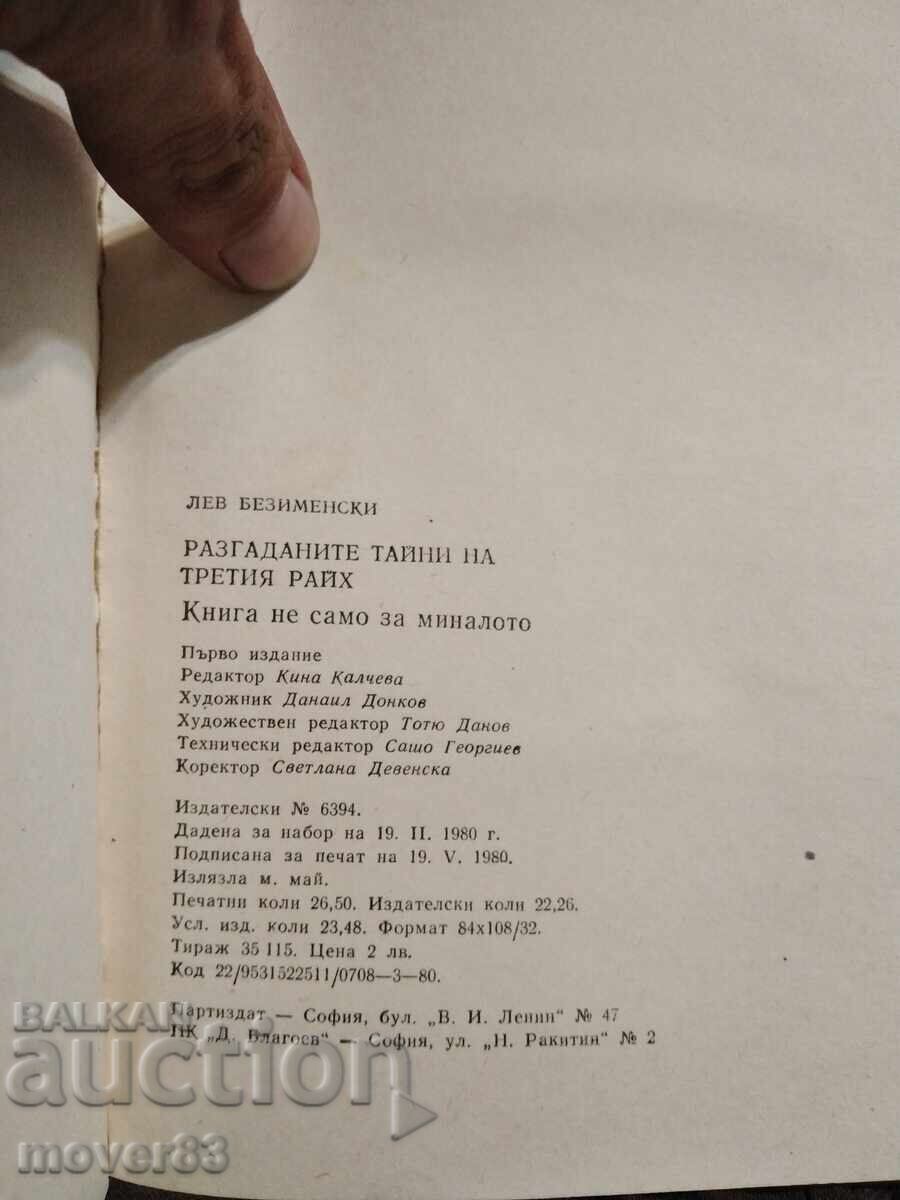 ЛЕВ БЕЗИМЕНСКИ
РАЗГАДАНИТЕ ТАЙНИ НА
ТРЕТИЯ РАЙХ
Книга не само за миналото
Първо издание
Редактор Кина Калчева
Художник Данаил Донков
Художествен редактор Тотю Данов
Технически редактор Сашо Георгиев
Коректор Светлана Девенска
Издателски № 6394.
Дадена за набор на 19. II. 1980 г.
Подписана за печат на 19. V. 1980.
Излязла м. май.
Печатни коли 26,50. Издателски коли 22,26.
Усл. изд. коли 23,48. Формат 84x108/32.
Тираж 35 115. Цена 2 лв.
Код 22/9531522511/0708—3—80.
Партиздат — София, бул. „В. И. Ленин" № 47
ПК „Д. Благоев" — София, ул. „Н. Ракитин" № 2
BALKAN
auction
mover83